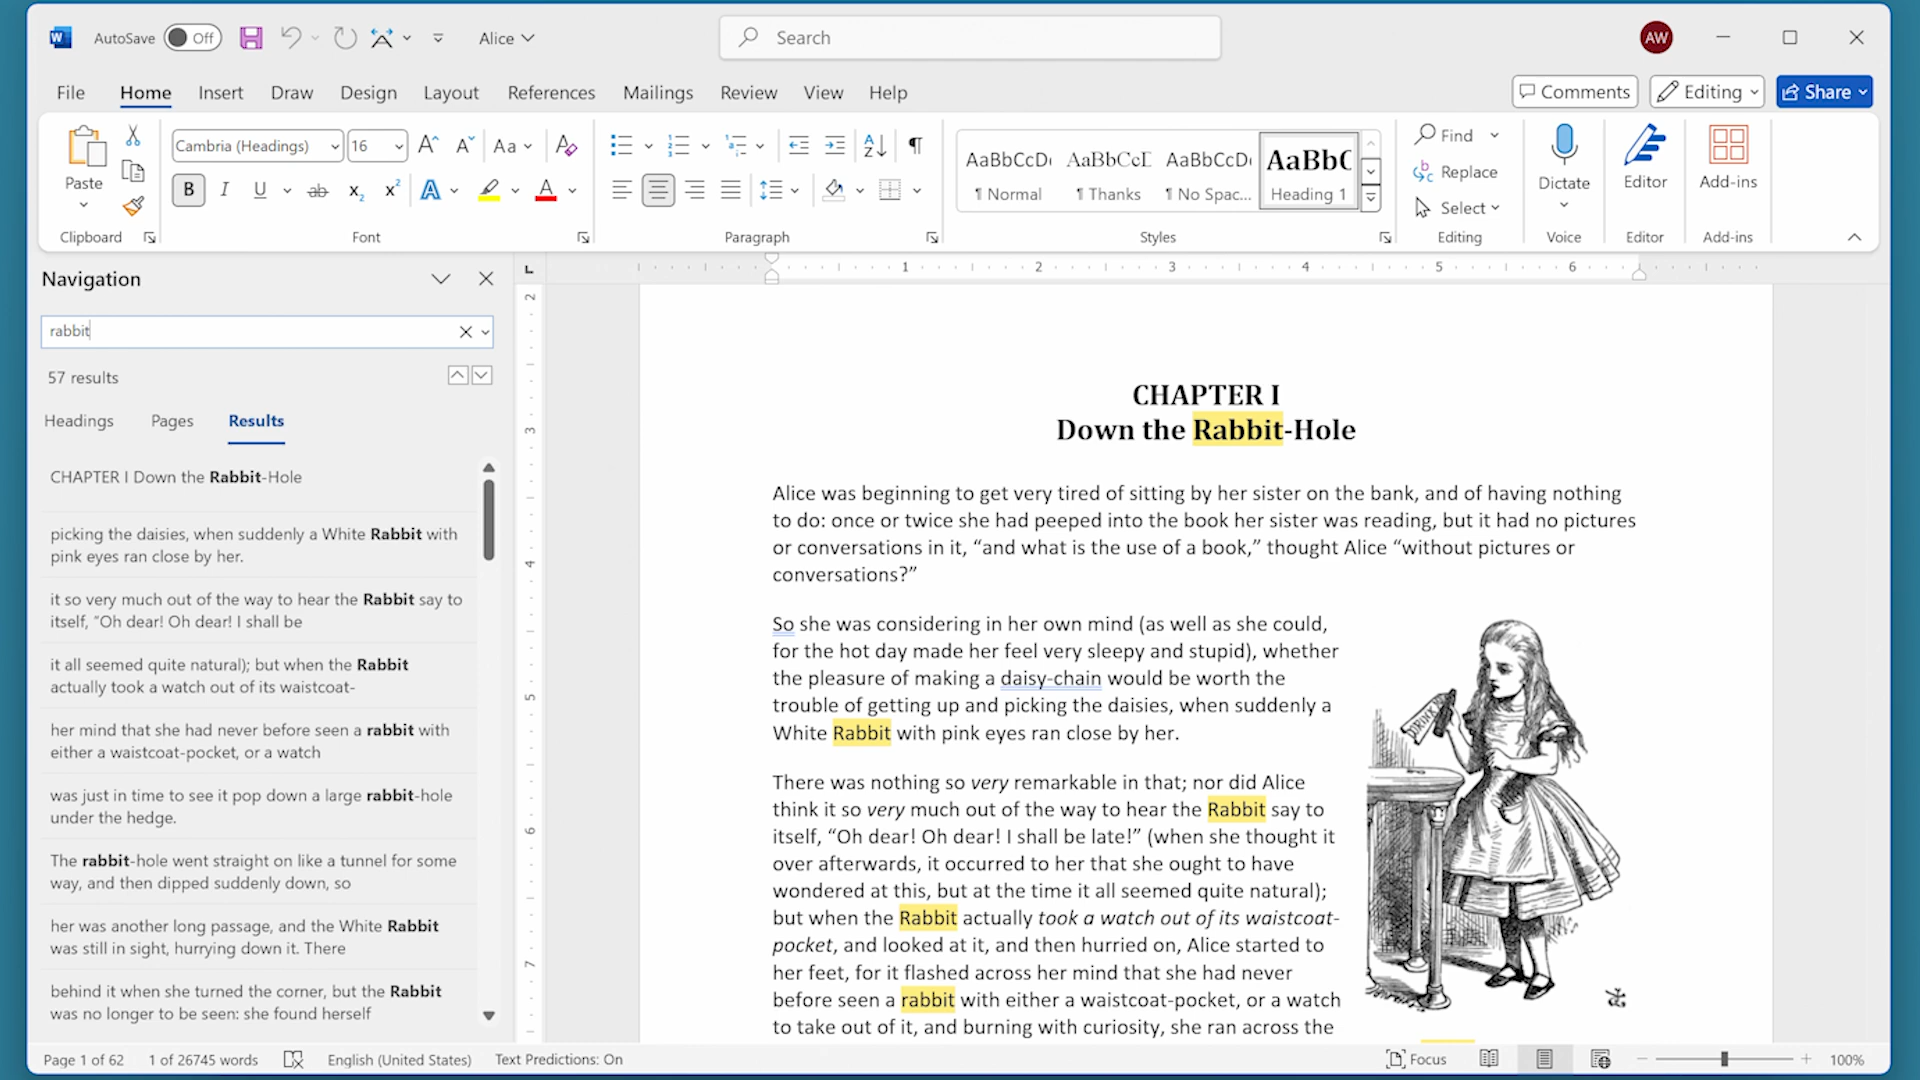 AutoSave Off Alice Search AW
File Home Insert Draw Design Layout References Mailings Review View Help Comments Editing Share
Paste Cambria (Headings) 16 Aa
B I U ab x₂ x² A A
AaBbCcDc AaBbCcD AaBbCcDc AaBbC
¶ Normal ¶ Thanks ¶ No Spac... Heading 1
Find
Replace
Select
Dictate Editor Add-ins
Clipboard Font Paragraph Styles Editing Voice Editor Add-ins
Navigation
rabbit
57 results
Headings Pages Results
CHAPTER I Down the Rabbit-Hole
picking the daisies, when suddenly a White Rabbit with
pink eyes ran close by her.
it so very much out of the way to hear the Rabbit say to
itself, "Oh dear! Oh dear! I shall be
it all seemed quite natural); but when the Rabbit
actually took a watch out of its waistcoat-
her mind that she had never before seen a rabbit with
either a waistcoat-pocket, or a watch
was just in time to see it pop down a large rabbit-hole
under the hedge.
The rabbit-hole went straight on like a tunnel for some
way, and then dipped suddenly down, so
her was another long passage, and the White Rabbit
was still in sight, hurrying down it. There
behind it when she turned the corner, but the Rabbit
was no longer to be seen: she found herself
1 2 3 4 5 6
2
3
4
5
6
7
CHAPTER I
Down the Rabbit-Hole
Alice was beginning to get very tired of sitting by her sister on the bank, and of having nothing
to do: once or twice she had peeped into the book her sister was reading, but it had no pictures
or conversations in it, “and what is the use of a book,” thought Alice “without pictures or
conversations?”
So she was considering in her own mind (as well as she could,
for the hot day made her feel very sleepy and stupid), whether
the pleasure of making a daisy-chain would be worth the
trouble of getting up and picking the daisies, when suddenly a
White Rabbit with pink eyes ran close by her.
There was nothing so very remarkable in that; nor did Alice
think it so very much out of the way to hear the Rabbit say to
itself, “Oh dear! Oh dear! I shall be late!” (when she thought it
over afterwards, it occurred to her that she ought to have
wondered at this, but at the time it all seemed quite natural);
but when the Rabbit actually took a watch out of its waistcoat-
pocket, and looked at it, and then hurried on, Alice started to
her feet, for it flashed across her mind that she had never
before seen a rabbit with either a waistcoat-pocket, or a watch
to take out of it, and burning with curiosity, she ran across the
DRINK
Page 1 of 62 1 of 26745 words English (United States) Text Predictions: On Focus 100%